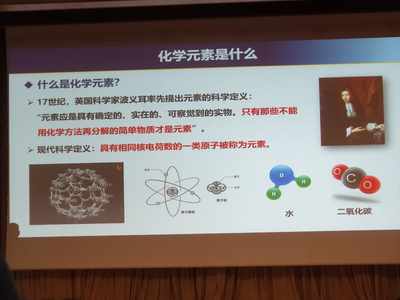 化学元素是什么
什么是化学元素?
17世纪,英国科学家波义耳率先提出元素的科学定义:
“元素应是具有确定的、实在的、可察觉到的实物。只有那些不能
用化学方法再分解的简单物质才是元素”。
现代科学定义:具有相同核电荷数的一类原子被称为元素。
H
O
H
水
O
C
O
二氧化碳